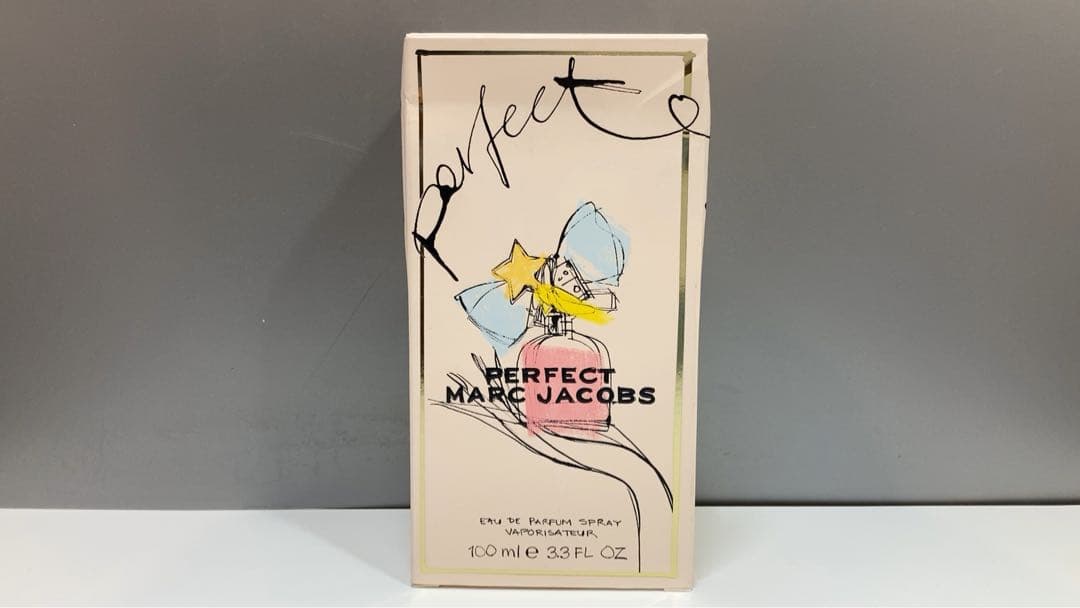 perfect
PERFECT
MARC JACOBS
EAU DE PARFUM SPRAY
VAPORISATEUR
100 ml e 3.3 FL OZ